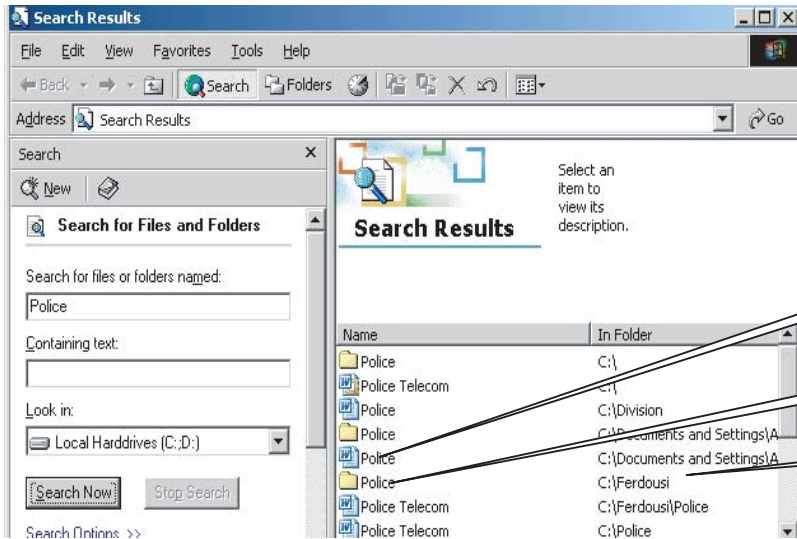 Search Results
File Edit View Favorites Tools Help
Back Search Folders
Address Search Results Go
Search
New
Search for Files and Folders
Search for files or folders named:
Police
Containing text:
Look in:
Local Harddrives (C:;D:)
Search Now Stop Search
Search Options >>
Search Results
Select an
item to
view its
description.
Name In Folder
Police C:\
Police Telecom C:\
Police C:\Division
Police C:\Documents and Settings\A
Police C:\Documents and Settings\A
Police C:\Ferdousi
Police Telecom C:\Ferdousi\Police
Police Telecom C:\Police